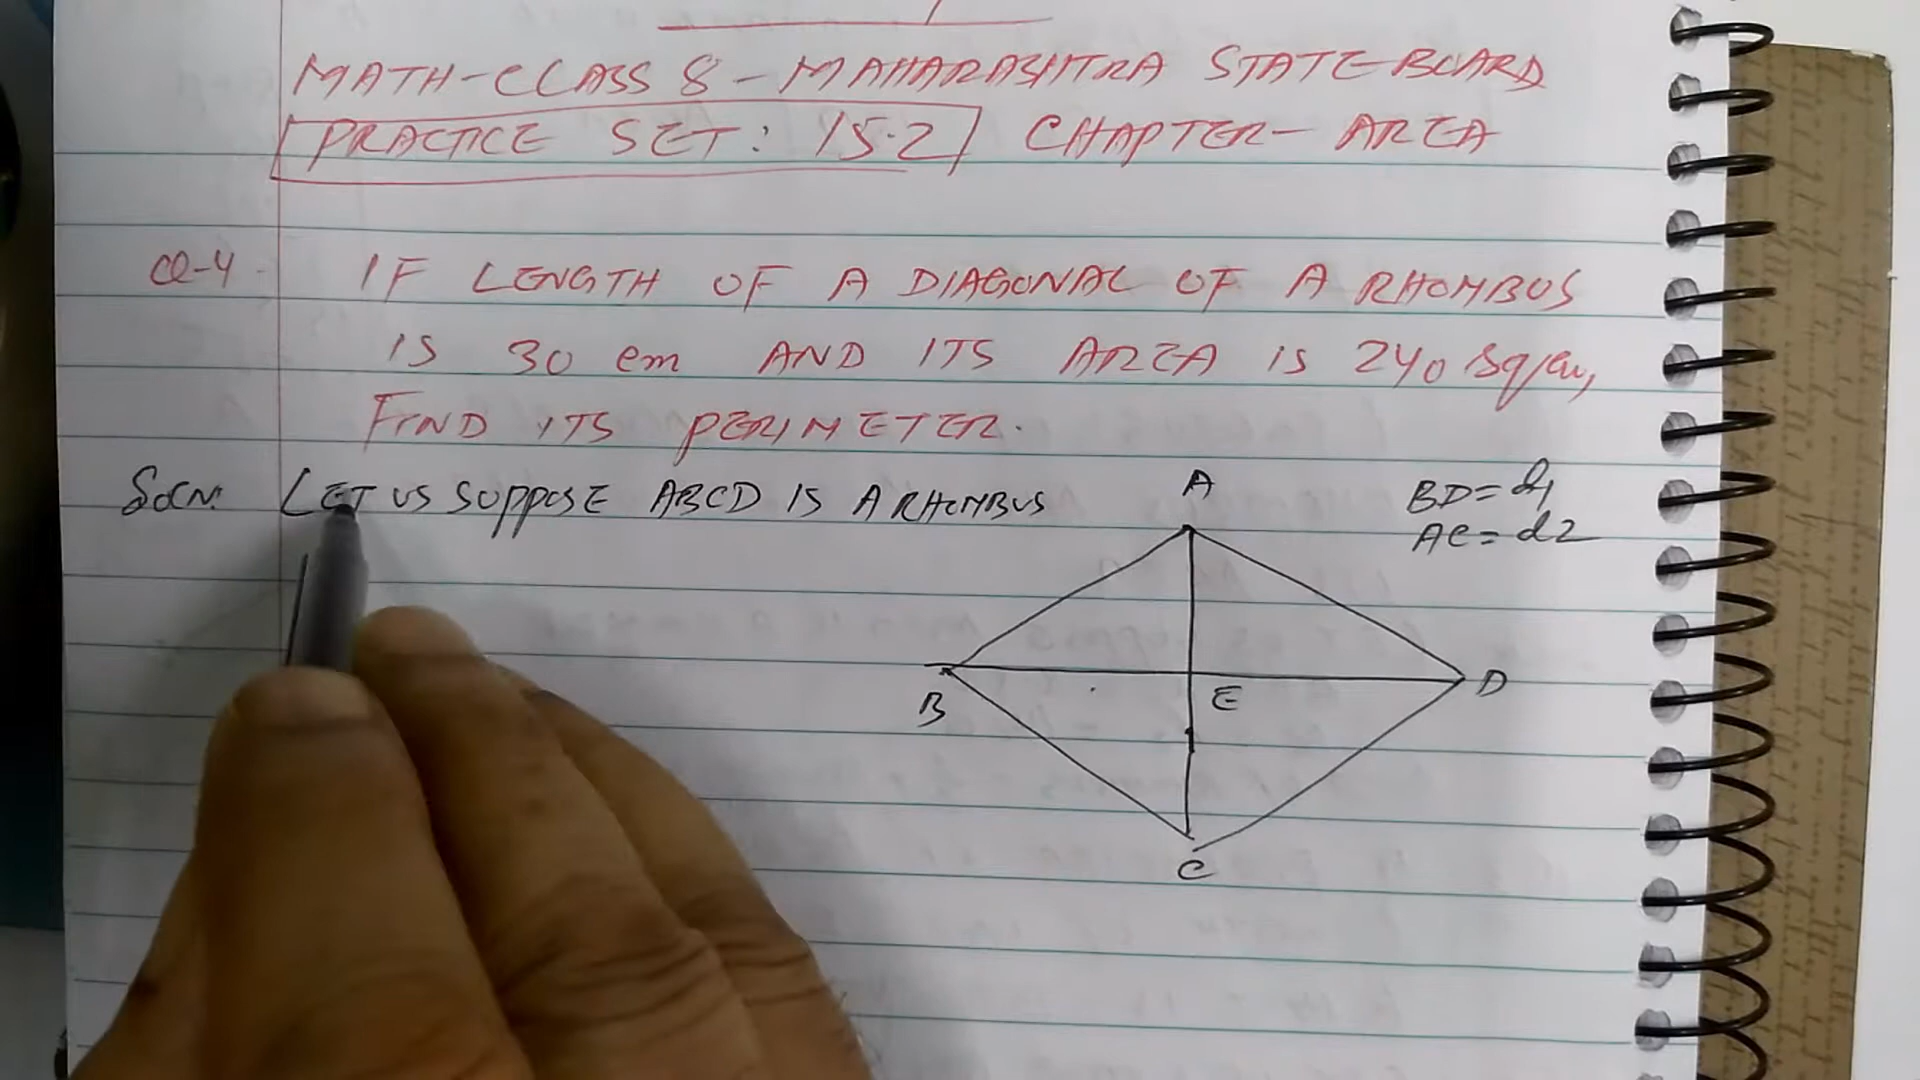 MATH-CLASS 8 - MAHARASHTRA STATE BOARD
PRACTICE SET: 15.2 CHAPTER- AREA
Q-4 IF LENGTH OF A DIAGONAL OF A RHOMBUS
IS 30 cm AND ITS AREA IS 240 sq/cm,
FIND ITS PERIMETER.
SOLN: LET US SUPPOSE ABCD IS A RHOMBUS
BD = d1
AC = d2
A
B
E
D
C